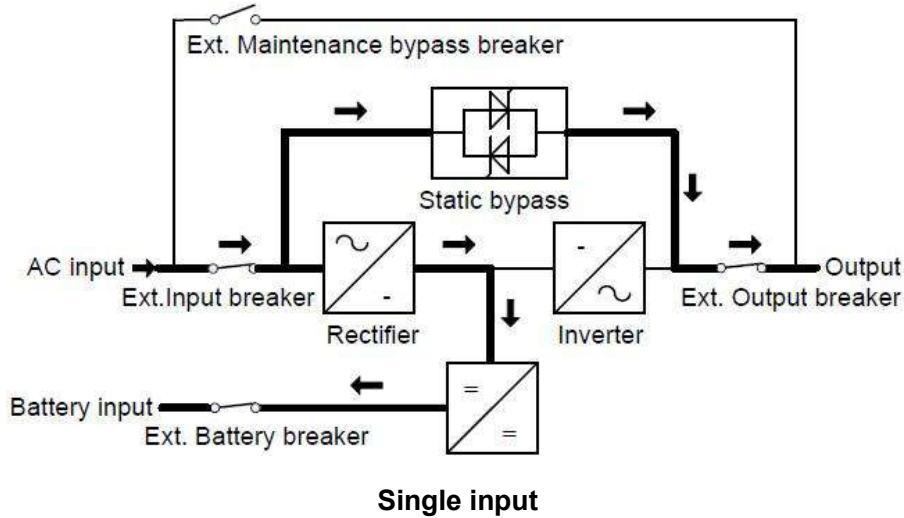 Ext. Maintenance bypass breaker
Static bypass
AC input
Output
Ext.Input breaker
Ext. Output breaker
-
-
Rectifier
Inverter
Battery input
=
=
Ext. Battery breaker
Single input